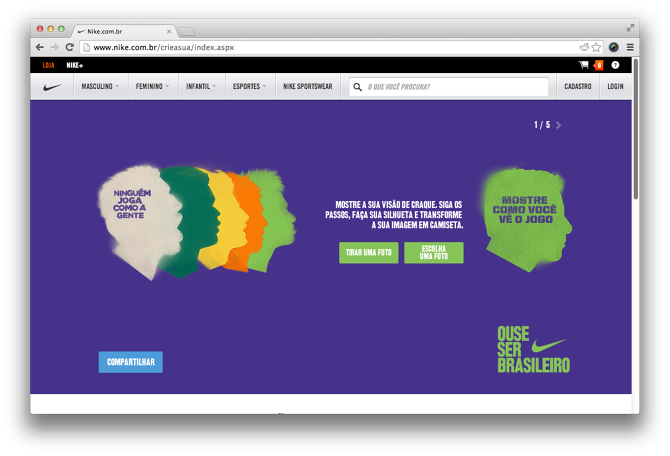 Nike.com.br
www.nike.com.br/crieasua/index.aspx
LOJA NIKE+ 0 ?
MASCULINO FEMININO INFANTIL ESPORTES NIKE SPORTSWEAR O QUE VOCÊ PROCURA? CADASTRO LOGIN
1 / 5
NINGUÉM
JOGA
COMO A
GENTE
MOSTRE A SUA VISÃO DE CRAQUE. SIGA OS
PASSOS, FAÇA SUA SILHUETA E TRANSFORME
A SUA IMAGEM EM CAMISETA.
TIRAR UMA FOTO
ESCOLHA
UMA FOTO
MOSTRE
COMO VOCÊ
VÊ O JOGO
COMPARTILHAR
OUSE
SER
BRASILEIRO